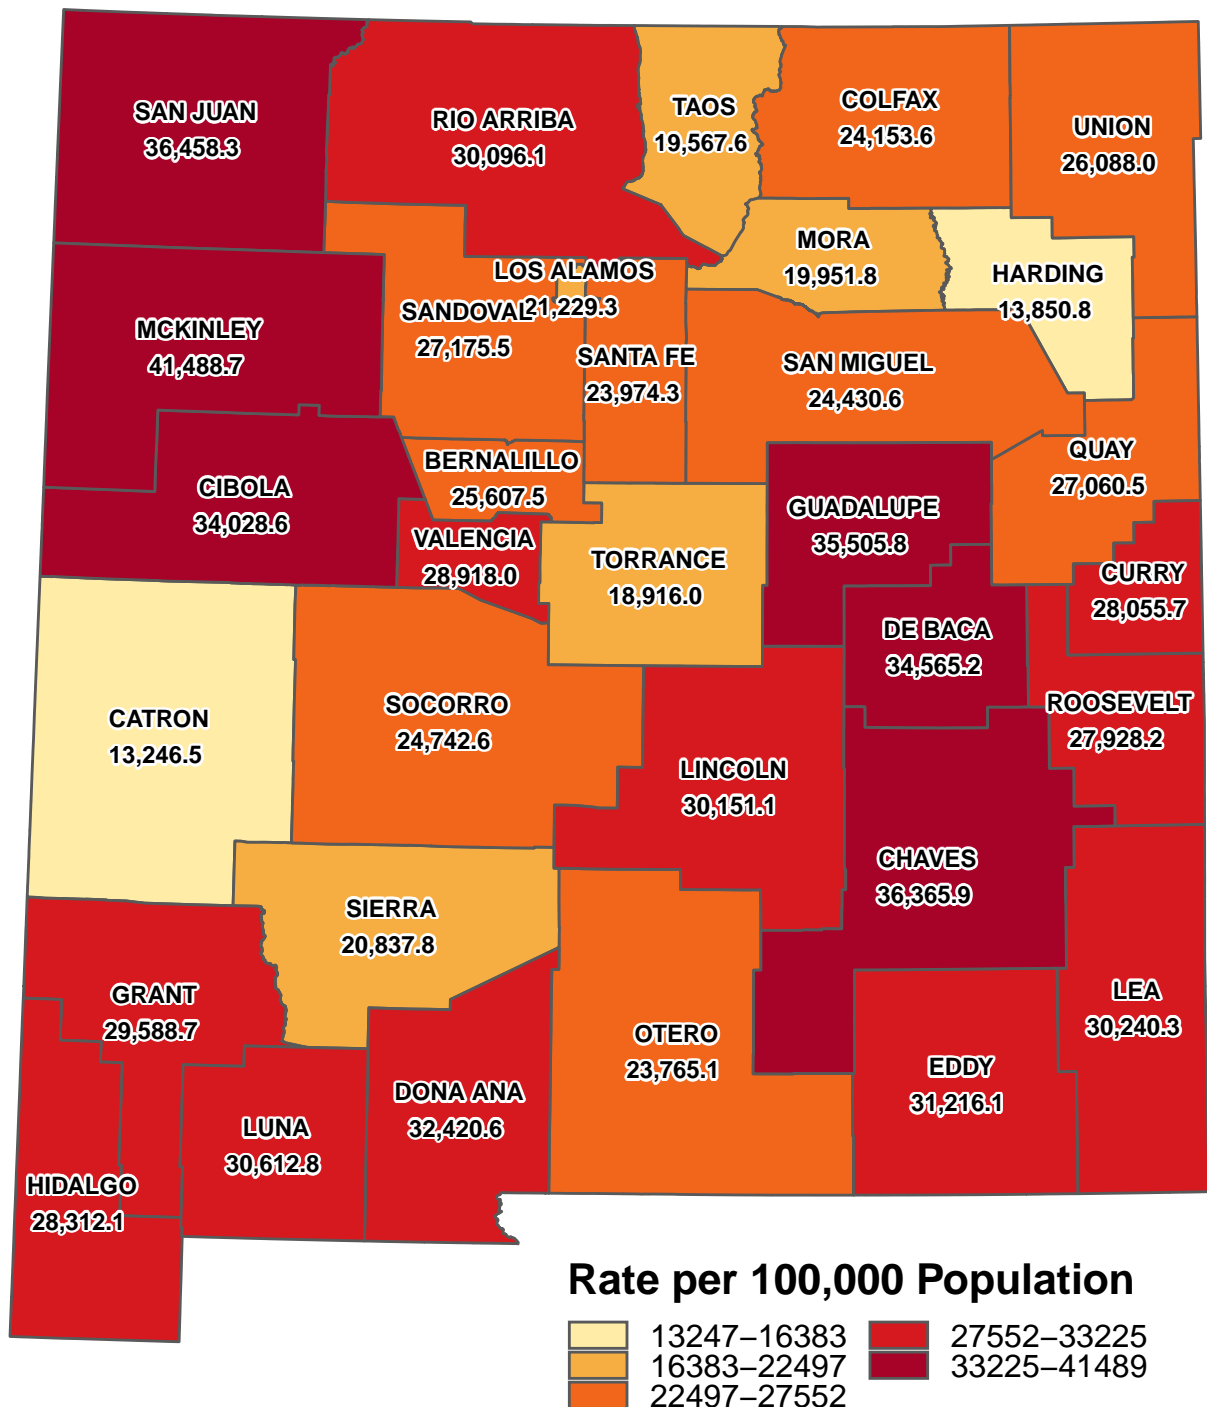 SAN JUAN
36,458.3
RIO ARRIBA
30,096.1
TAOS
19,567.6
COLFAX
24,153.6
UNION
26,088.0
MORA
19,951.8
HARDING
13,850.8
LOS ALAMOS
21,229.3
SANDOVAL
27,175.5
MCKINLEY
41,488.7
SANTA FE
23,974.3
SAN MIGUEL
24,430.6
QUAY
27,060.5
BERNALILLO
25,607.5
CIBOLA
34,028.6
GUADALUPE
35,505.8
VALENCIA
28,918.0
TORRANCE
18,916.0
CURRY
28,055.7
DE BACA
34,565.2
CATRON
13,246.5
SOCORRO
24,742.6
ROOSEVELT
27,928.2
LINCOLN
30,151.1
CHAVES
36,365.9
SIERRA
20,837.8
GRANT
29,588.7
LEA
30,240.3
OTERO
23,765.1
EDDY
31,216.1
DONA ANA
32,420.6
LUNA
30,612.8
HIDALGO
28,312.1
Rate per 100,000 Population
13247–16383
16383–22497
22497–27552
27552–33225
33225–41489